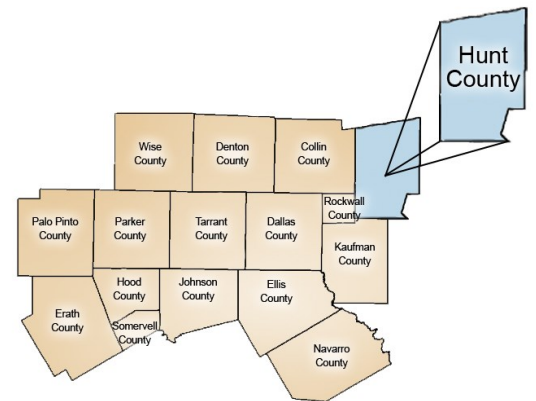 Hunt
County
Wise
County
Denton
County
Collin
County
Rockwall
County
Palo Pinto
County
Parker
County
Tarrant
County
Dallas
County
Kaufman
County
Hood
County
Johnson
County
Ellis
County
Erath
County
Somervell
County
Navarro
County